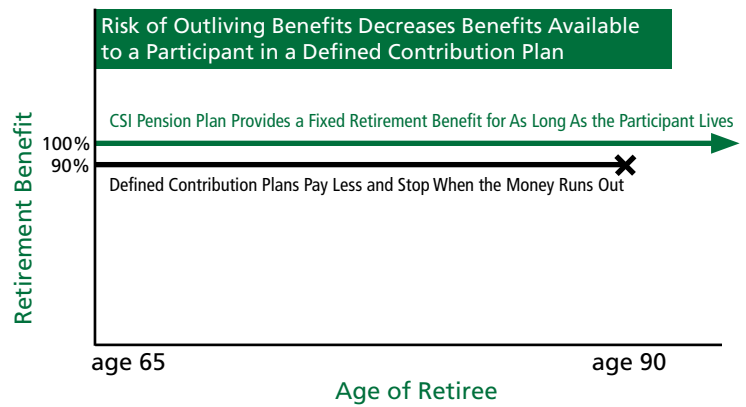 Risk of Outliving Benefits Decreases Benefits Available
to a Participant in a Defined Contribution Plan
CSI Pension Plan Provides a Fixed Retirement Benefit for As Long As the Participant Lives
100%
90%
Defined Contribution Plans Pay Less and Stop When the Money Runs Out
Retirement Benefit
age 65
age 90
Age of Retiree